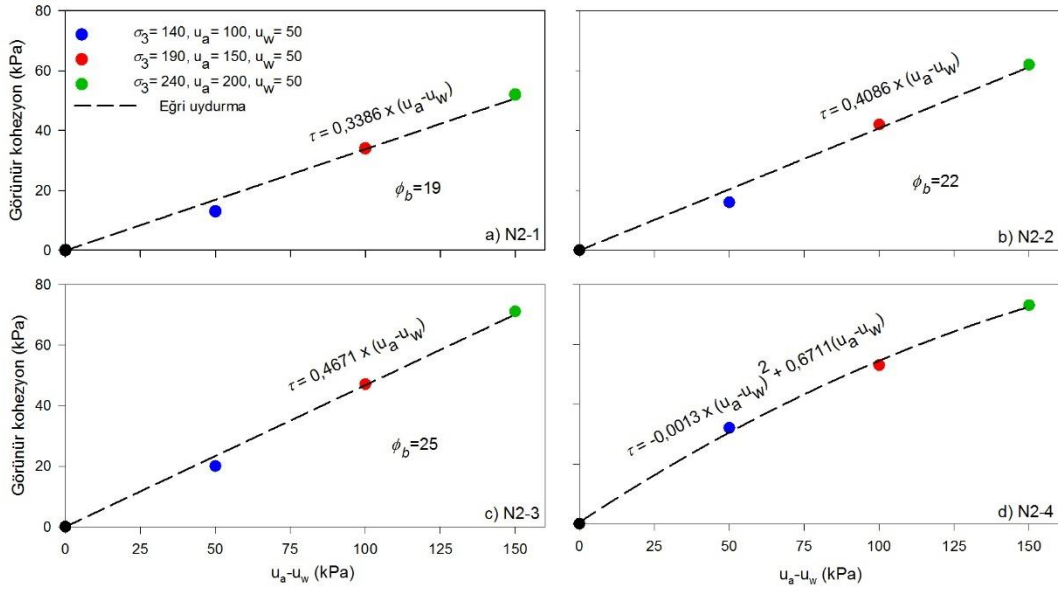 80
60
40
20
0
Görünür kohezyon (kPa)
σ3= 140, ua= 100, uw= 50
σ3= 190, ua= 150, uw= 50
σ3= 240, ua= 200, uw= 50
Eğri uydurma
τ = 0,3386 x (ua-uw)
ϕb=19
a) N2-1
τ = 0,4086 x (ua-uw)
ϕb=22
b) N2-2
80
60
40
20
0
Görünür kohezyon (kPa)
τ = 0,4671 x (ua-uw)
ϕb=25
c) N2-3
0 25 50 75 100 125 150
ua-uw (kPa)
τ = -0,0013 x (ua-uw)2 + 0,6711(ua-uw)
d) N2-4
0 25 50 75 100 125 150
ua-uw (kPa)